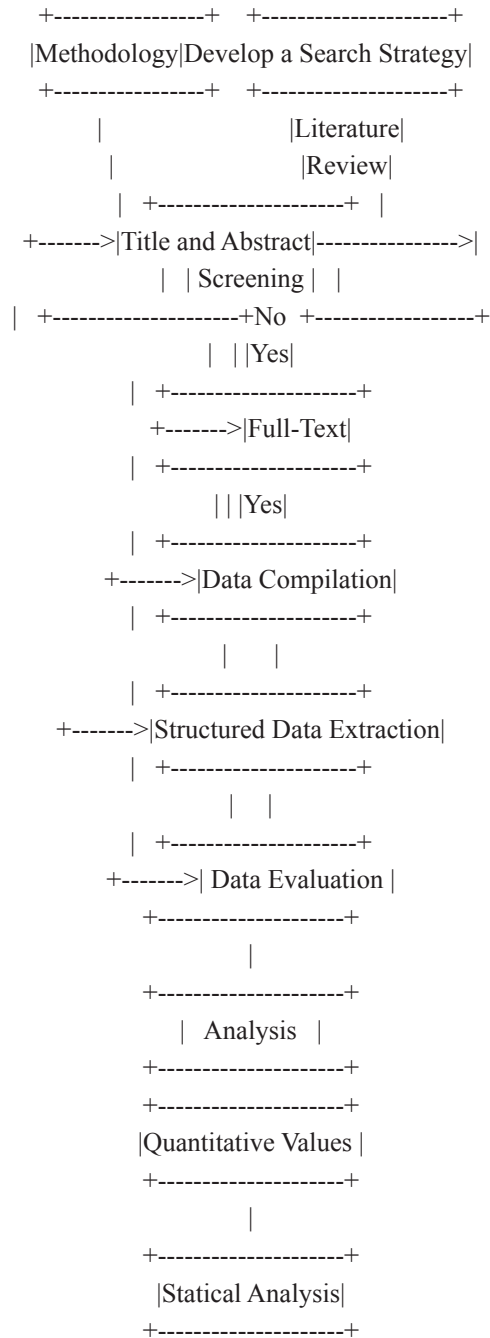 +-----------------+ +---------------------+
|Methodology|Develop a Search Strategy|
+-----------------+ +---------------------+
| |Literature|
| |Review|
| +---------------------+ |
+------->|Title and Abstract|---------------->|
| | Screening | |
| +---------------------+No +------------------+
| | |Yes|
| +---------------------+
+------->|Full-Text|
| +---------------------+
| | |Yes|
| +---------------------+
+------->|Data Compilation|
| +---------------------+
| |
| +---------------------+
+------->|Structured Data Extraction|
| +---------------------+
| |
| +---------------------+
+------->| Data Evaluation |
+---------------------+
|
+---------------------+
| Analysis |
+---------------------+
+---------------------+
|Quantitative Values |
+---------------------+
|
+---------------------+
|Statical Analysis|
+---------------------+